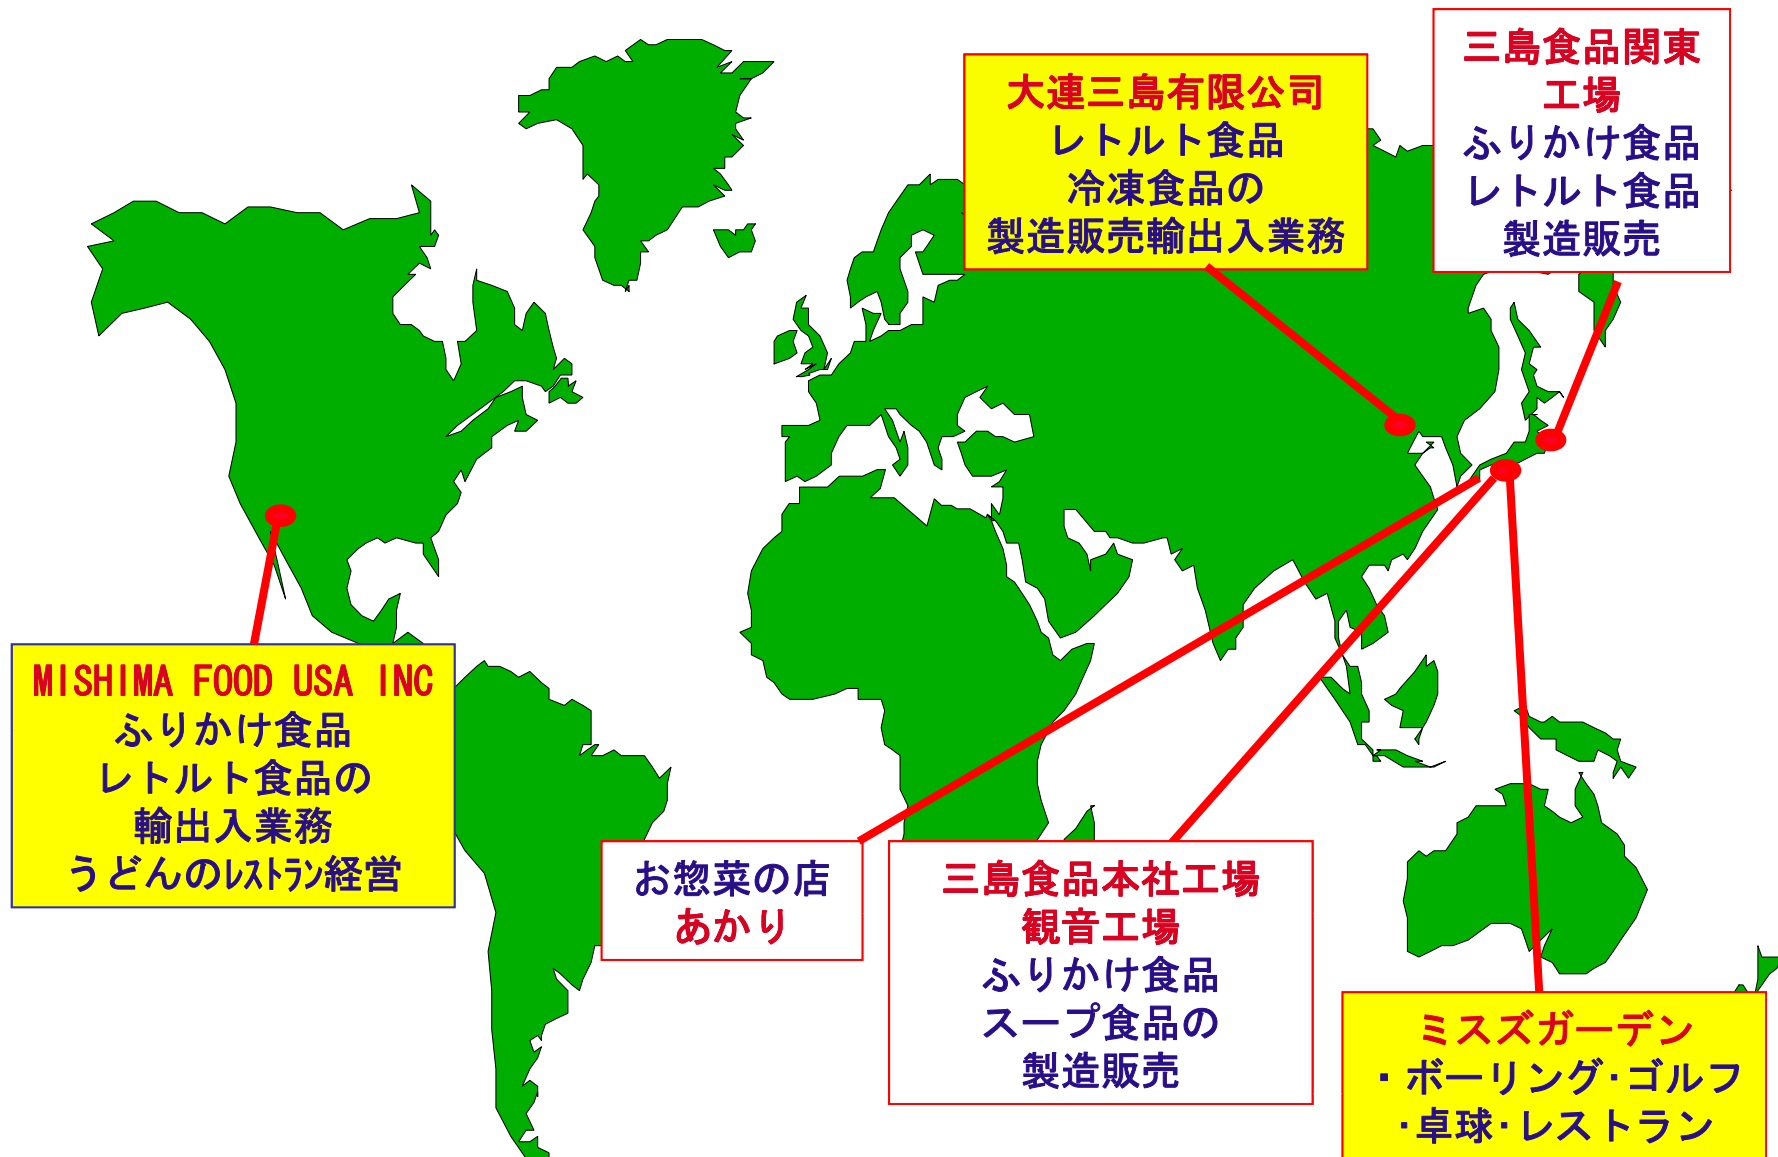 三島食品関東
工場
ふりかけ食品
レトルト食品
製造販売
大連三島有限公司
レトルト食品
冷凍食品の
製造販売輸出入業務
MISHIMA FOOD USA INC
ふりかけ食品
レトルト食品の
輸出入業務
うどんのﾚｽﾄﾗﾝ経営
お惣菜の店
あかり
三島食品本社工場
観音工場
ふりかけ食品
スープ食品の
製造販売
ミスズガーデン
・ボーリング・ゴルフ
・卓球・レストラン